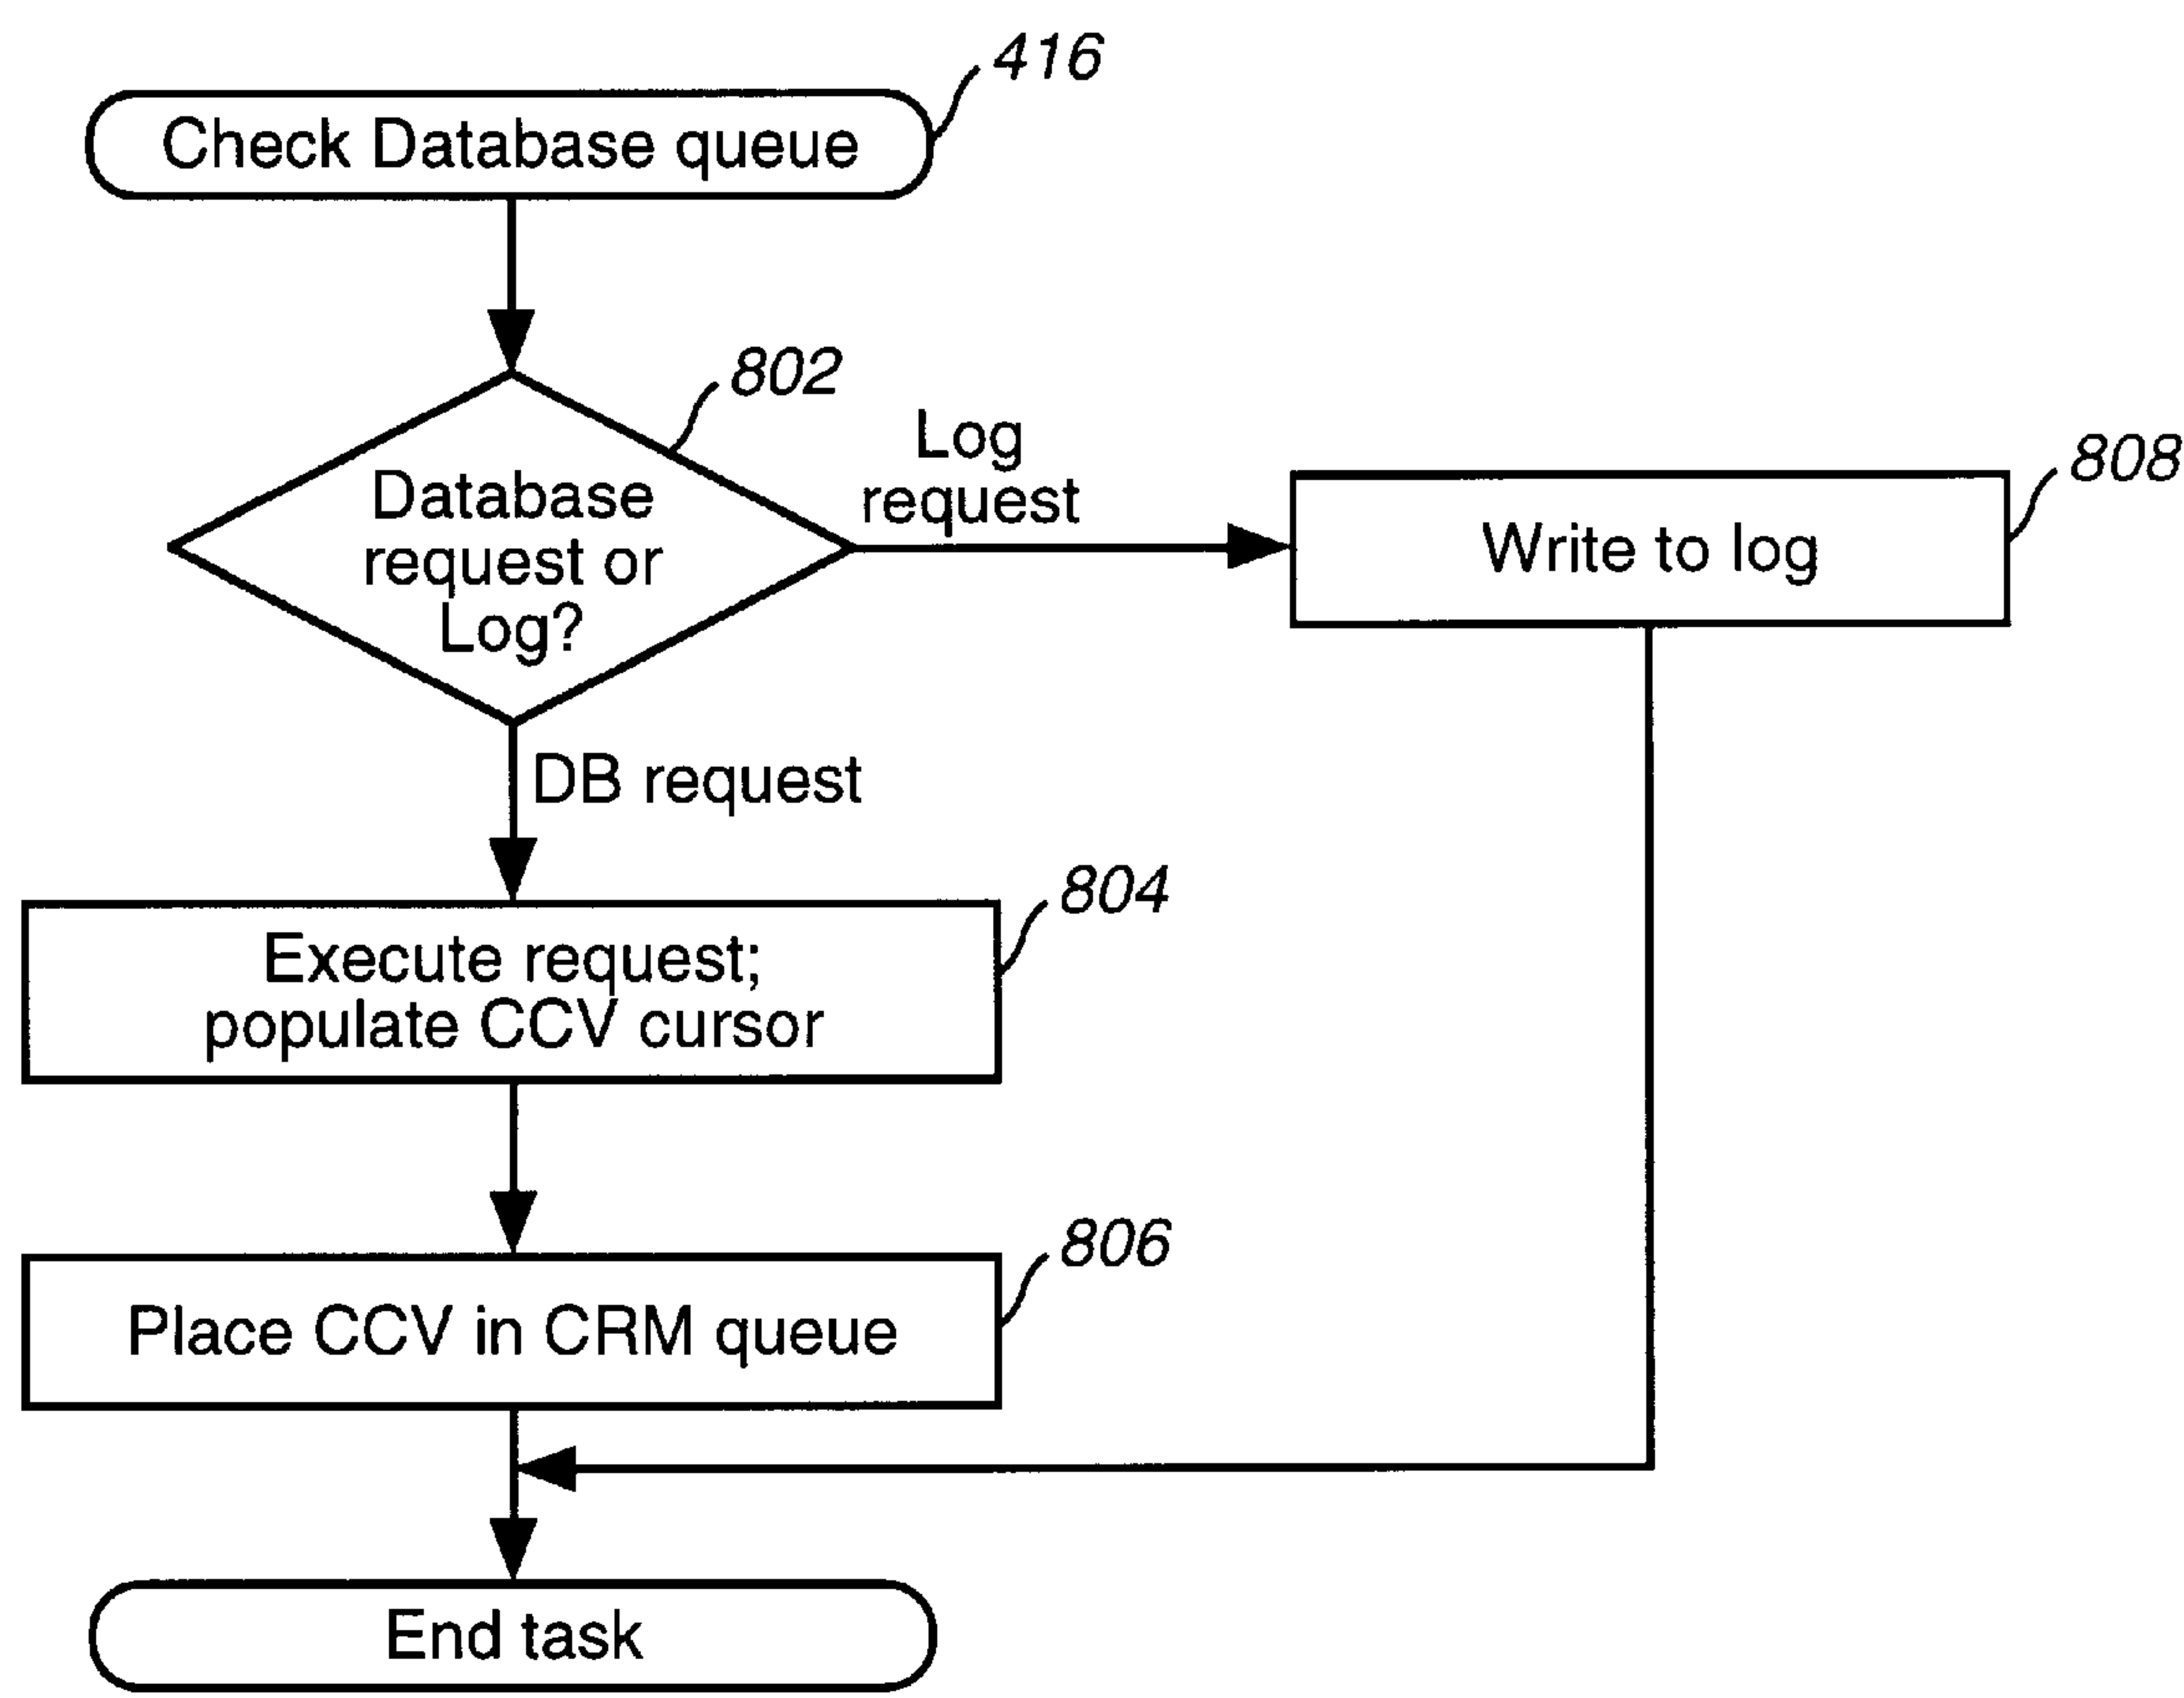 416
Check Database queue
802
Database
request or
Log?
Log
request
808
Write to log
DB request
804
Execute request;
populate CCV cursor
806
Place CCV in CRM queue
End task